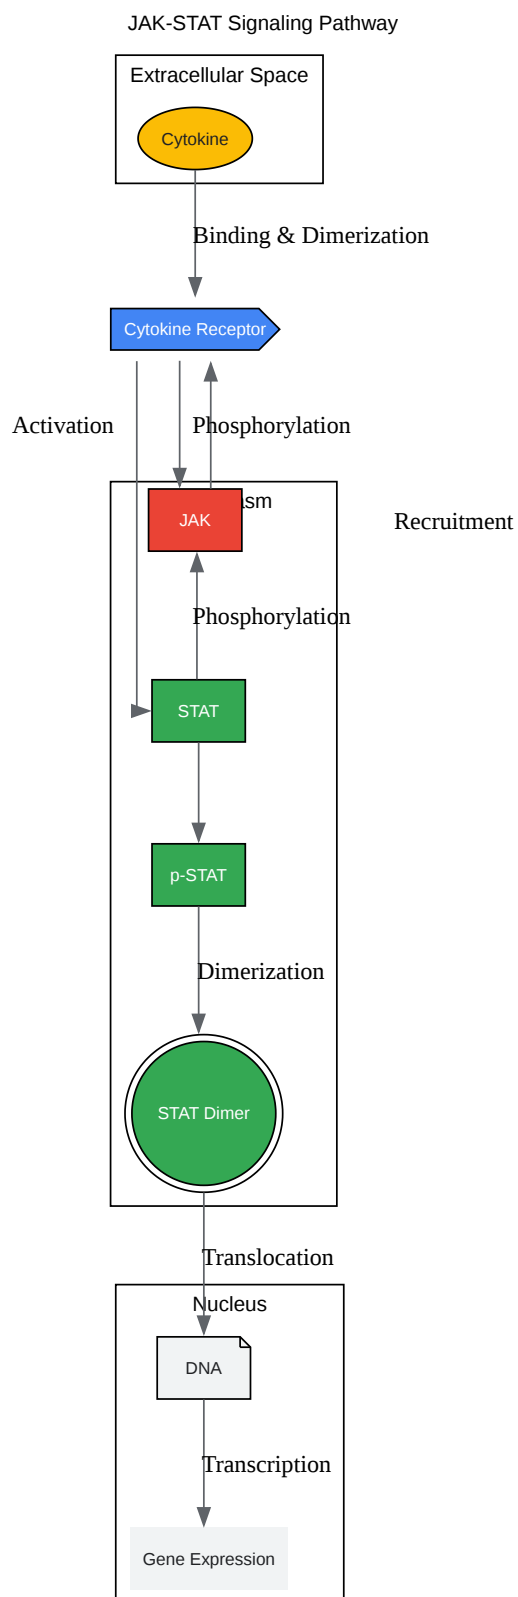 JAK-STAT Signaling Pathway
Extracellular Space
Cytokine
Binding & Dimerization
Cytokine Receptor
Activation
Phosphorylation
asm
JAK
Recruitment
Phosphorylation
STAT
p-STAT
Dimerization
STAT Dimer
Translocation
Nucleus
DNA
Transcription
Gene Expression